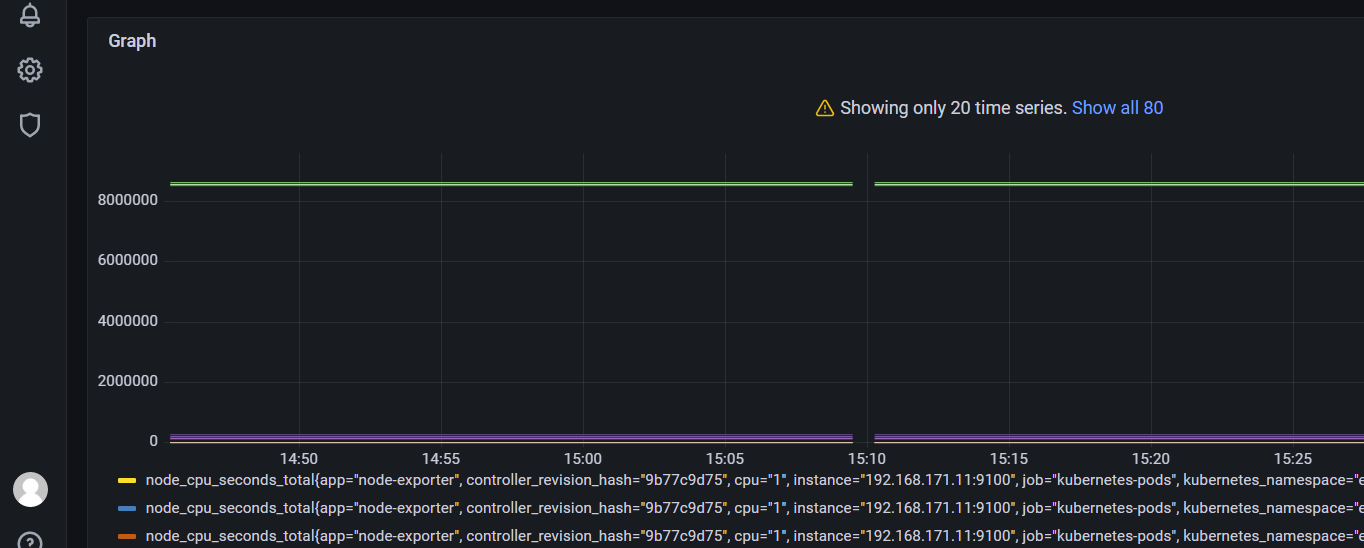 Graph
Showing only 20 time series. Show all 80
8000000
6000000
4000000
2000000
0
14:50 14:55 15:00 15:05 15:10 15:15 15:20 15:25
node_cpu_seconds_total{app="node-exporter", controller_revision_hash="9b77c9d75", cpu="1", instance="192.168.171.11:9100", job="kubernetes-pods", kubernetes_namespace="e
node_cpu_seconds_total{app="node-exporter", controller_revision_hash="9b77c9d75", cpu="1", instance="192.168.171.11:9100", job="kubernetes-pods", kubernetes_namespace="e
node_cpu_seconds_total{app="node-exporter", controller_revision_hash="9b77c9d75", cpu="1", instance="192.168.171.11:9100", job="kubernetes-pods", kubernetes_namespace="e